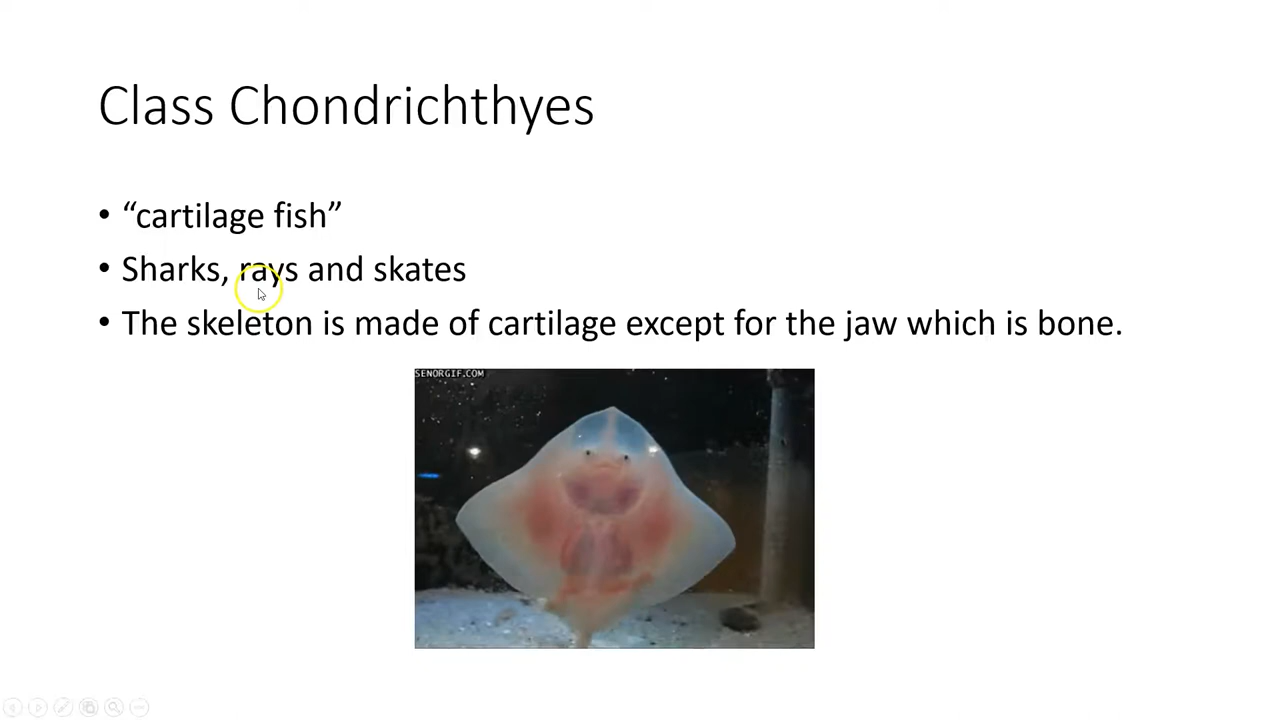 Class Chondrichthyes
• “cartilage fish”
• Sharks, rays and skates
• The skeleton is made of cartilage except for the jaw which is bone.
SENORGIF.COM